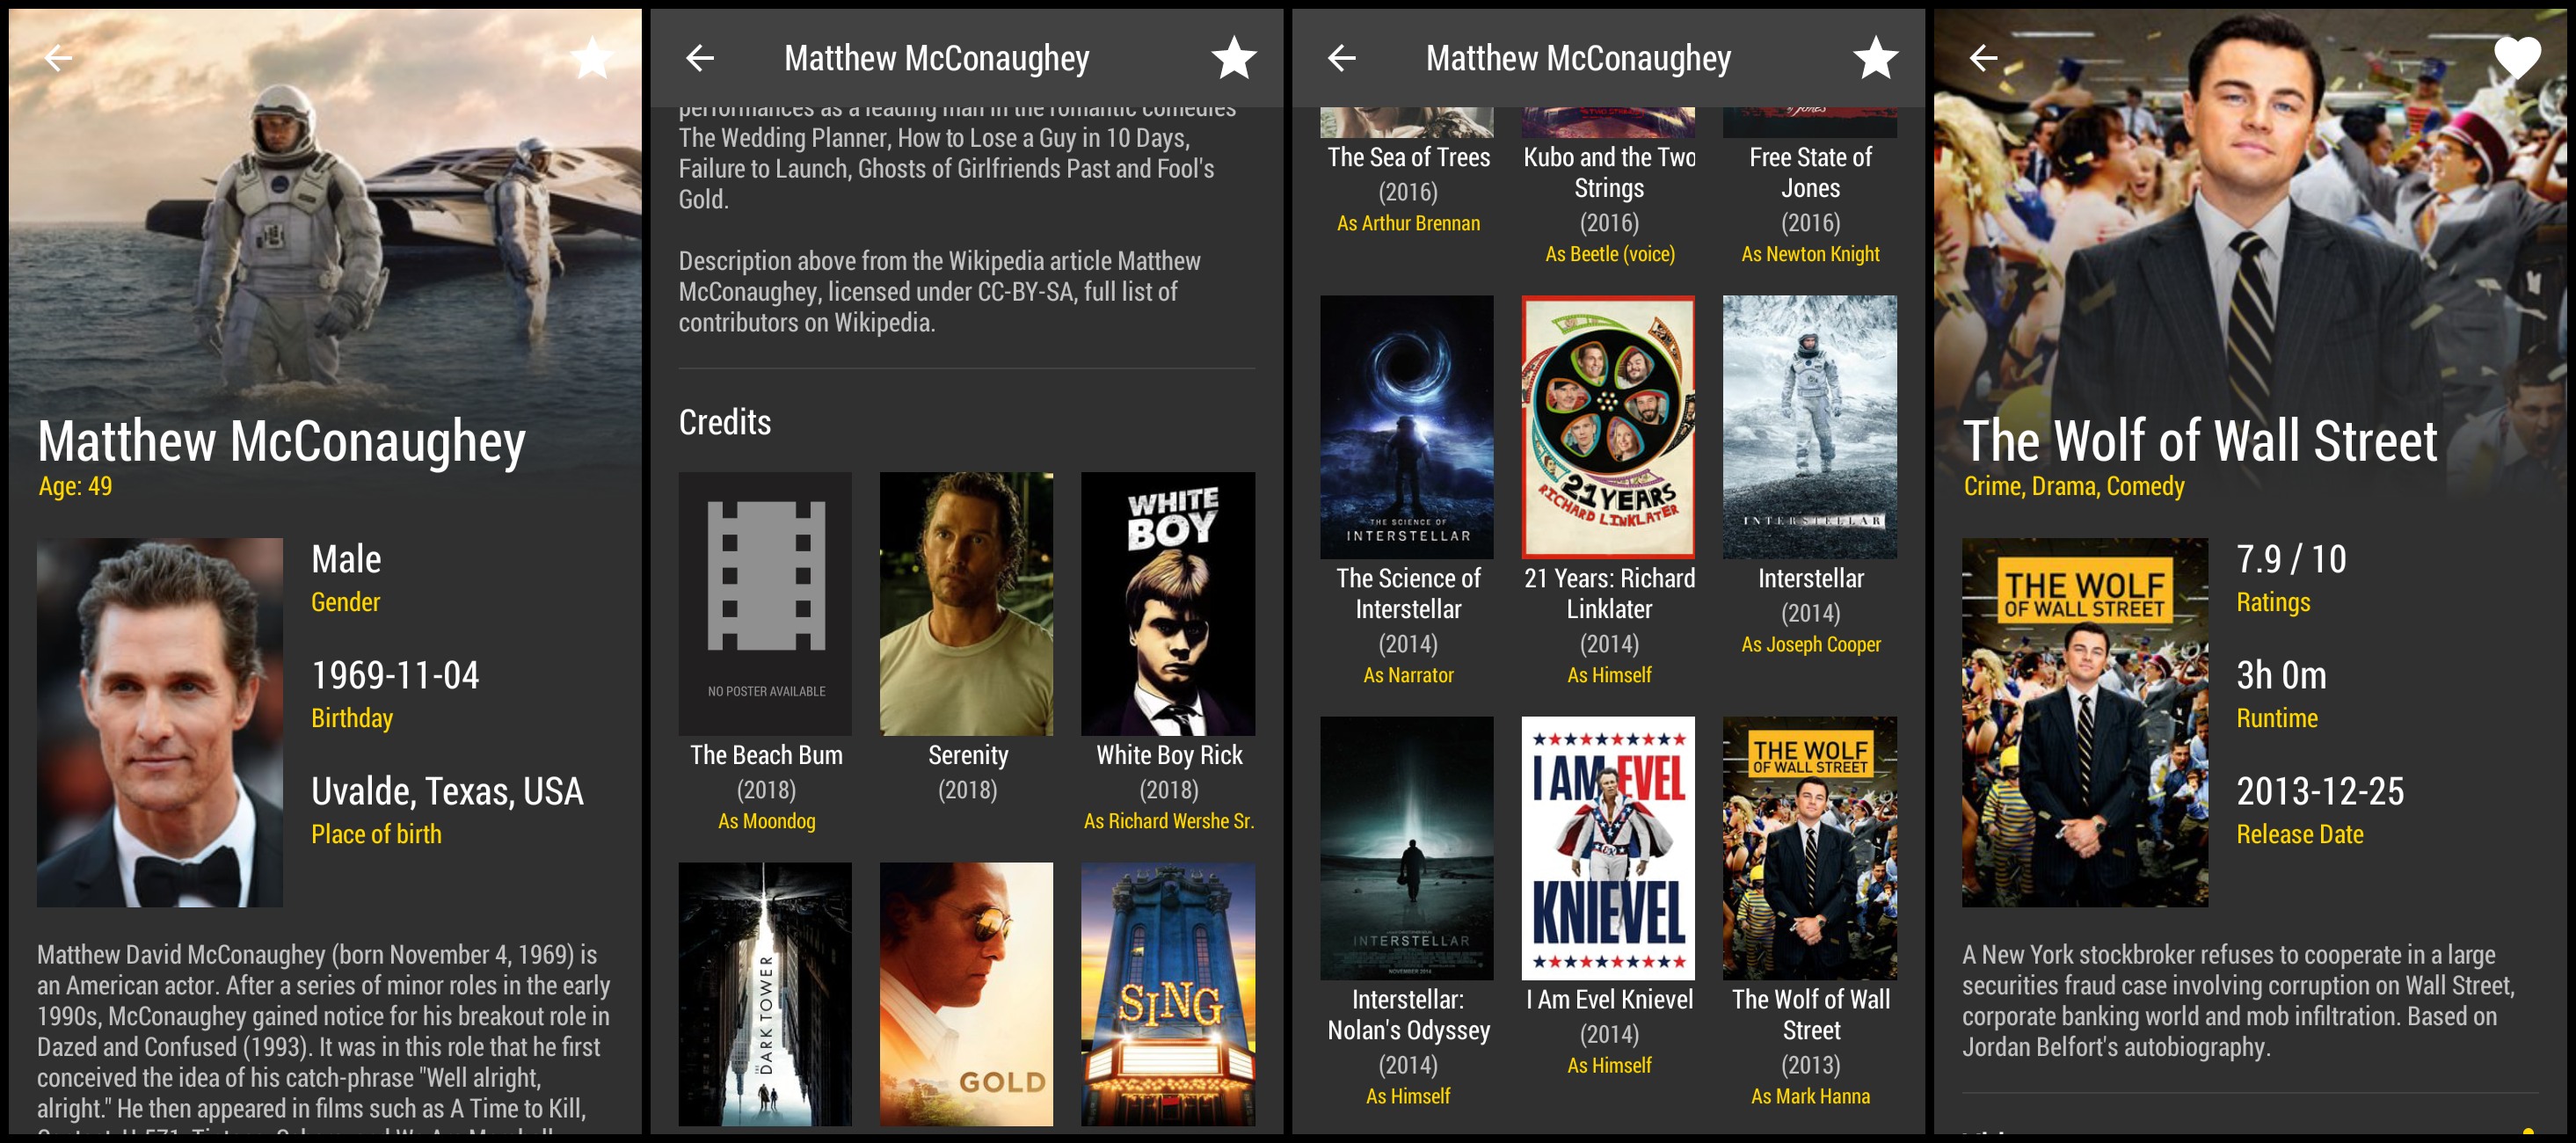 Matthew McConaughey
Age: 49
Male
Gender
1969-11-04
Birthday
Uvalde, Texas, USA
Place of birth
Matthew David McConaughey (born November 4, 1969) is
an American actor. After a series of minor roles in the early
1990s, McConaughey gained notice for his breakout role in
Dazed and Confused (1993). It was in this role that he first
conceived the idea of his catch-phrase "Well alright,
alright." He then appeared in films such as A Time to Kill,
Matthew McConaughey
performances as a leading man in the romantic comedies
The Wedding Planner, How to Lose a Guy in 10 Days,
Failure to Launch, Ghosts of Girlfriends Past and Fool's
Gold.
Description above from the Wikipedia article Matthew
McConaughey, licensed under CC-BY-SA, full list of
contributors on Wikipedia.
Credits
NO POSTER AVAILABLE
WHITE
BOY
The Beach Bum
(2018)
As Moondog
Serenity
(2018)
White Boy Rick
(2018)
As Richard Wershe Sr.
THE DARK TOWER
GOLD
SING
Matthew McConaughey
of Jones
The Sea of Trees
(2016)
As Arthur Brennan
Kubo and the Two
Strings
(2016)
As Beetle (voice)
Free State of
Jones
(2016)
As Newton Knight
THE SCIENCE OF
INTERSTELLAR
21 YEARS
RICHARD LINKLATER
INTERSTELLAR
The Science of
Interstellar
(2014)
As Narrator
21 Years: Richard
Linklater
(2014)
As Himself
Interstellar
(2014)
As Joseph Cooper
INTERSTELLAR
I AM EVEL
KNIEVEL
THE WOLF
OF WALL STREET
Interstellar:
Nolan's Odyssey
(2014)
As Himself
I Am Evel Knievel
(2014)
As Himself
The Wolf of Wall
Street
(2013)
As Mark Hanna
The Wolf of Wall Street
Crime, Drama, Comedy
THE WOLF
OF WALL STREET
7.9 / 10
Ratings
3h 0m
Runtime
2013-12-25
Release Date
A New York stockbroker refuses to cooperate in a large
securities fraud case involving corruption on Wall Street,
corporate banking world and mob infiltration. Based on
Jordan Belfort's autobiography.